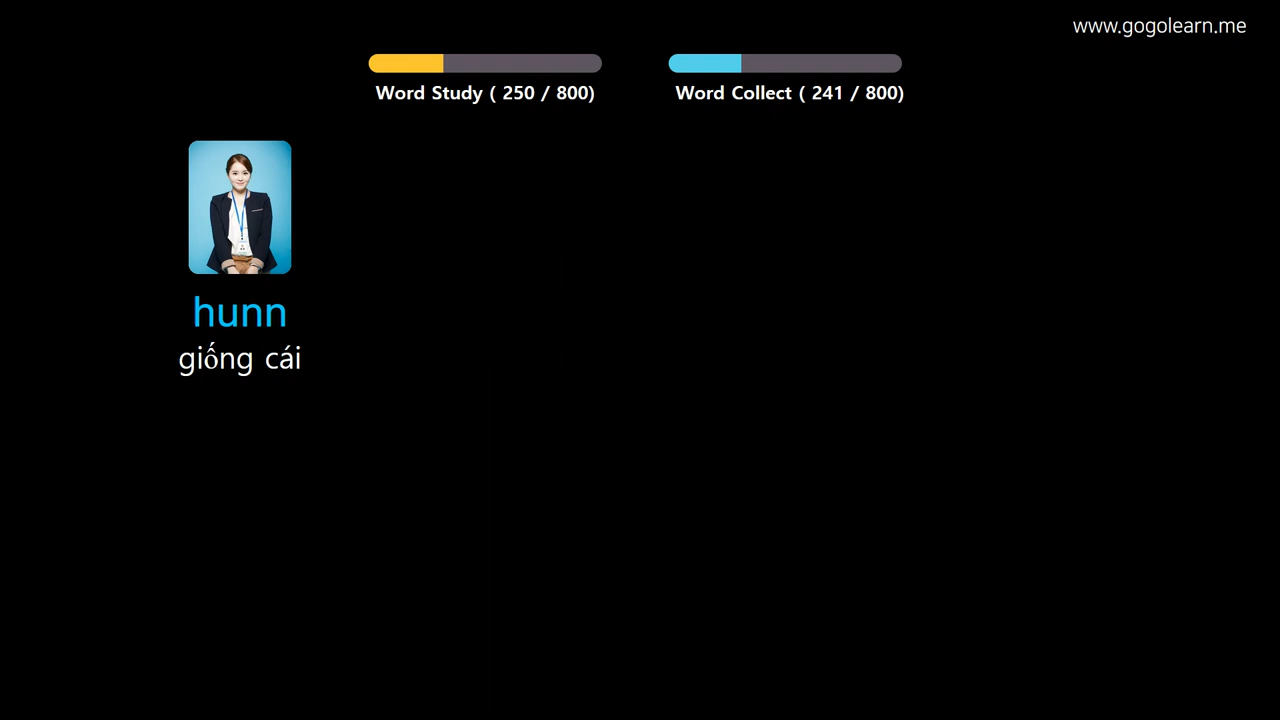 www.gogolearn.me
Word Study ( 250 / 800)
Word Collect ( 241 / 800)
hunn
giống cái